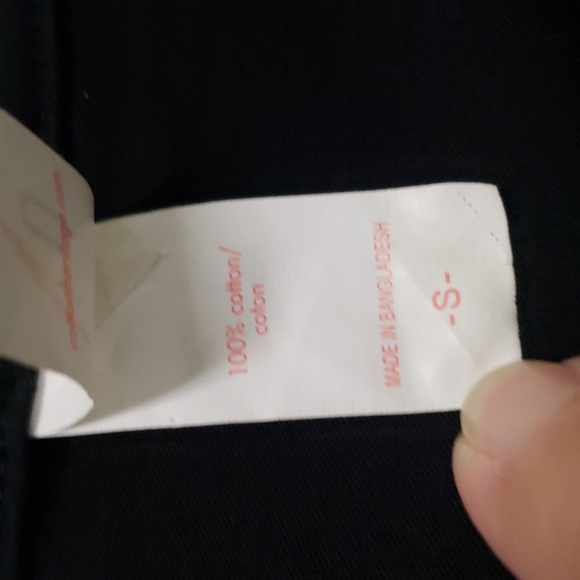 100% cotton/
coton
MADE IN BANGLADESH
-S-